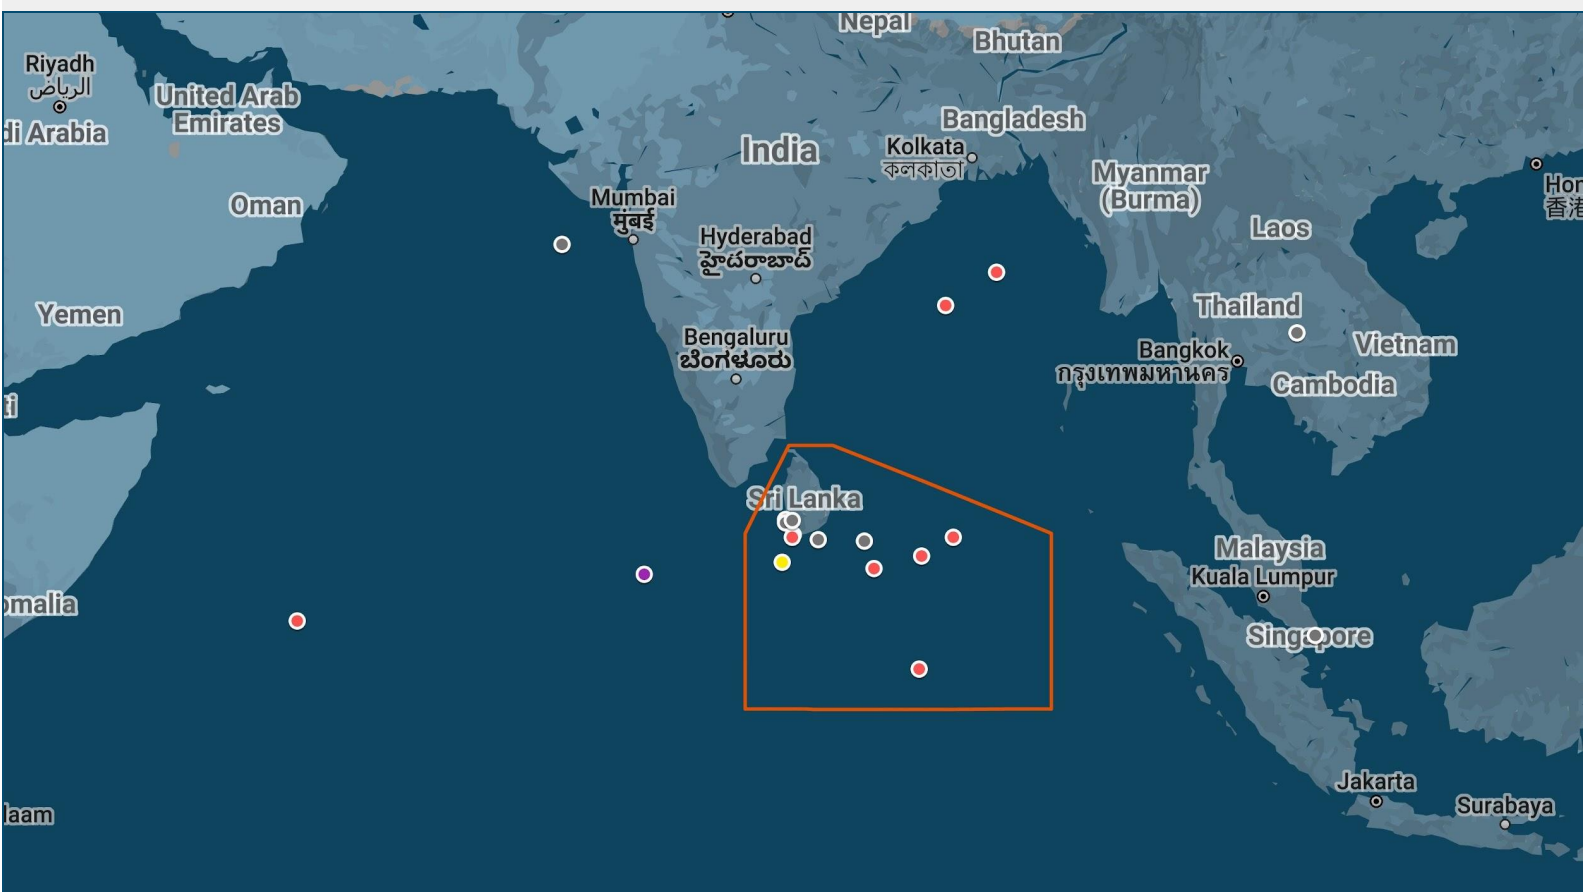 Nepal
Bhutan
Riyadh
الرياض
di Arabia
United Arab
Emirates
Oman
Yemen
India
Bangladesh
Kolkata
কলকাতা
Mumbai
मुंबई
Hyderabad
హైదరాబాద్
Bengaluru
ಬೆಂಗಳೂರು
Myanmar
(Burma)
Laos
Hon
香港
Thailand
Vietnam
Bangkok
กรุงเทพมหานคร
Cambodia
ti
Sri Lanka
Malaysia
Kuala Lumpur
Singapore
omalia
Jakarta
Surabaya
laam